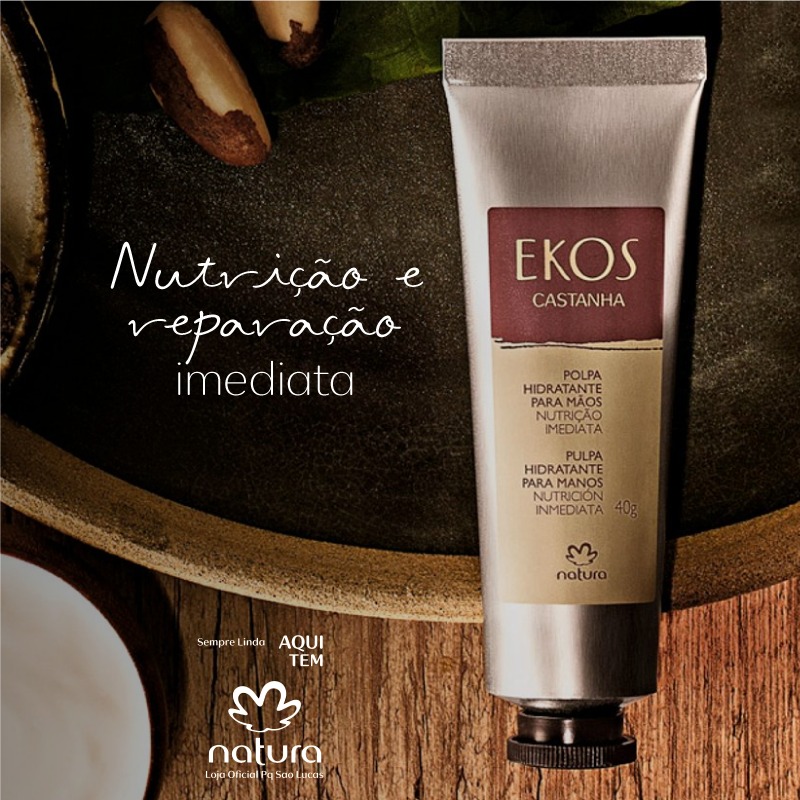 Nutrição e
reparação
imediata
EKOS
CASTANHA
POLPA
HIDRATANTE
PARA MÃOS
NUTRIÇÃO
IMEDIATA
PULPA
HIDRATANTE
PARA MANOS
NUTRICIÓN
INMEDIATA 40g
natura
Sempre Linda AQUI
TEM
natura
Loja Oficial Pq Sao Lucas